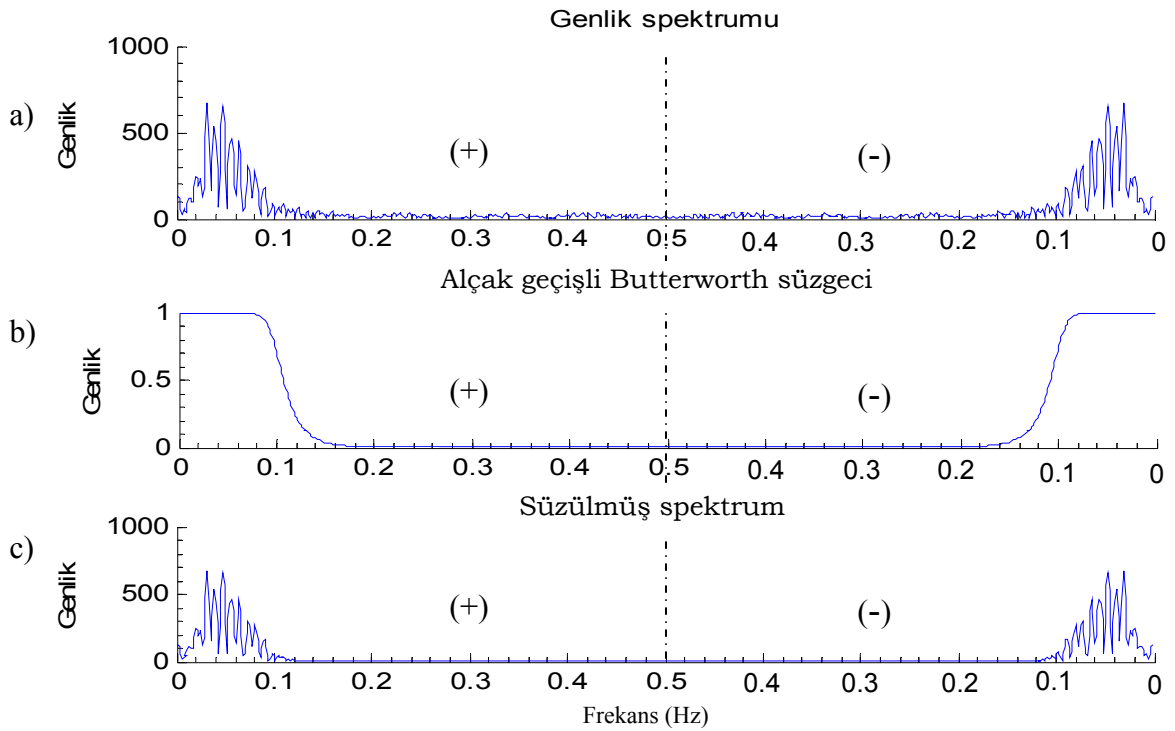 Genlik spektrumu
a)
Genlik
1000
500
0
(+)
(-)
0 0.1 0.2 0.3 0.4 0.5 0.4 0.3 0.2 0.1 0
Alçak geçişli Butterworth süzgeci
b)
Genlik
1
0.5
0
(+)
(-)
0 0.1 0.2 0.3 0.4 0.5 0.4 0.3 0.2 0.1 0
Süzülmüş spektrum
c)
Genlik
1000
500
0
(+)
(-)
0 0.1 0.2 0.3 0.4 0.5 0.4 0.3 0.2 0.1 0
Frekans (Hz)